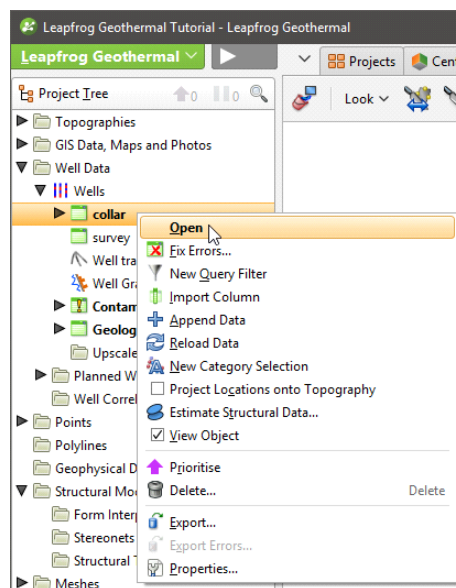 Leapfrog Geothermal Tutorial - Leapfrog Geothermal
Leapfrog Geothermal
Projects
Cen
Project Tree
0
0
Look
Topographies
GIS Data, Maps and Photos
Well Data
Wells
collar
survey
Well tra
Well Gra
Contam
Geolog
Upscale
Planned W
Well Correl
Points
Polylines
Geophysical D
Structural Mo
Form Inter
Stereonets
Structural T
Meshes
Open
Fix Errors...
New Query Filter
Import Column
Append Data
Reload Data
New Category Selection
Project Locations onto Topography
Estimate Structural Data...
View Object
Prioritise
Delete... Delete
Export...
Export Errors...
Properties...